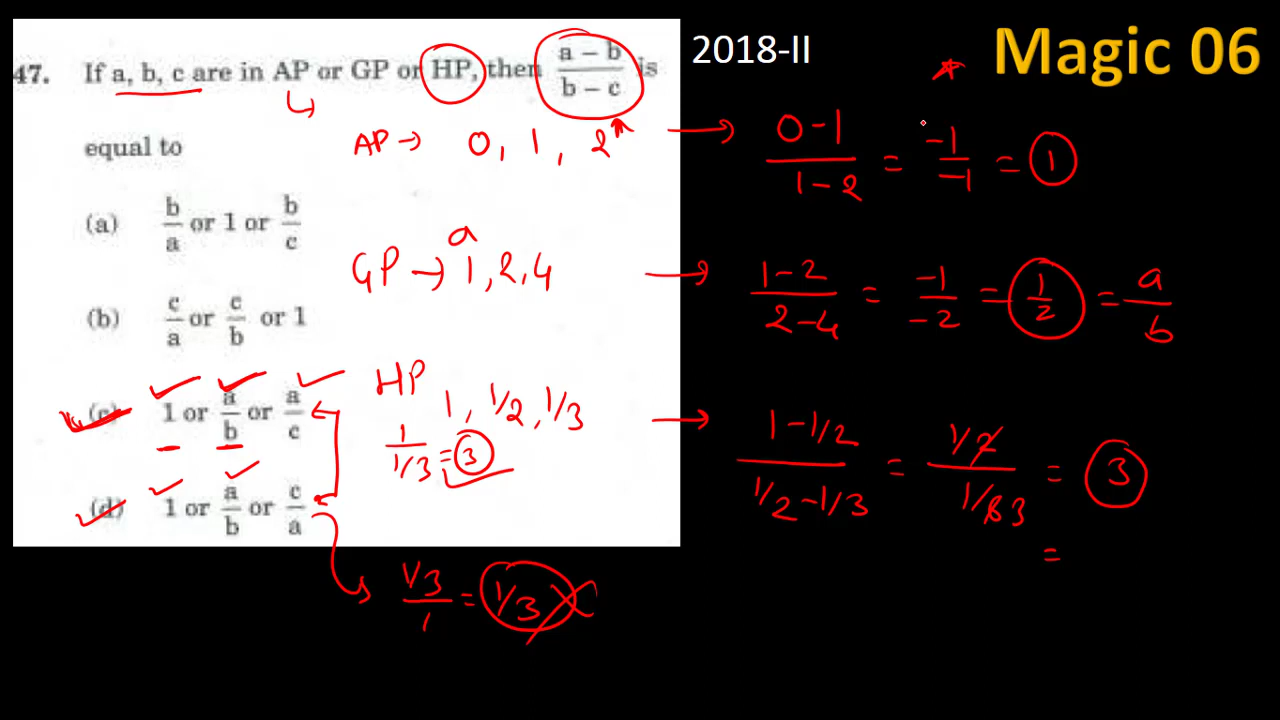 2018-II
Magic 06
47. If a, b, c are in AP or GP or HP, then (a – b)/(b – c) is
equal to
(a) b/a or 1 or b/c
(b) c/a or c/b or 1
(c) 1 or a/b or a/c
(d) 1 or a/b or c/a
AP → 0, 1, 2 → (0-1)/(1-2) = -1/-1 = 1
a
GP → 1, 2, 4 → (1-2)/(2-4) = -1/-2 = 1/2 = a/b
HP
1, 1/2, 1/3 → (1-1/2)/(1/2-1/3) = (1/2)/(1/63) = 3
1/(1/3) = 3
=
(1/3)/1 = 1/3